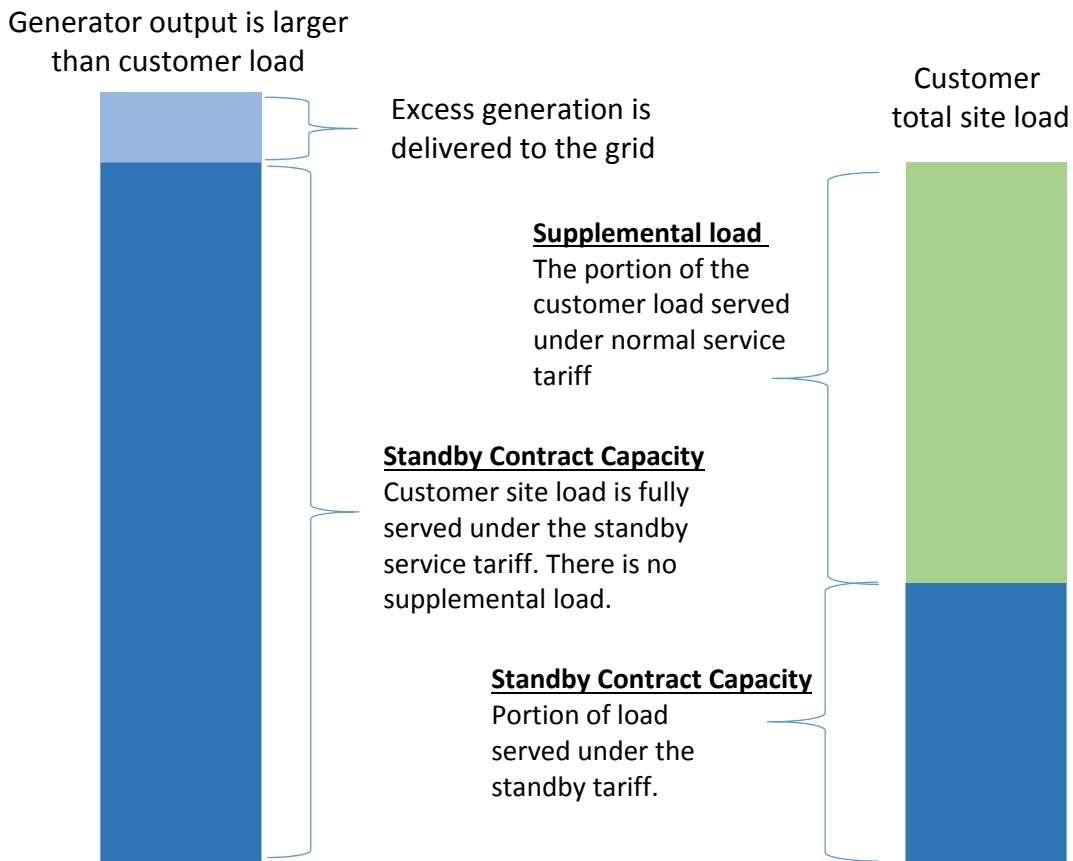 Generator output is larger
than customer load
Excess generation is
delivered to the grid
Customer
total site load
Supplemental load
The portion of the
customer load served
under normal service
tariff
Standby Contract Capacity
Customer site load is fully
served under the standby
service tariff. There is no
supplemental load.
Standby Contract Capacity
Portion of load
served under the
standby tariff.